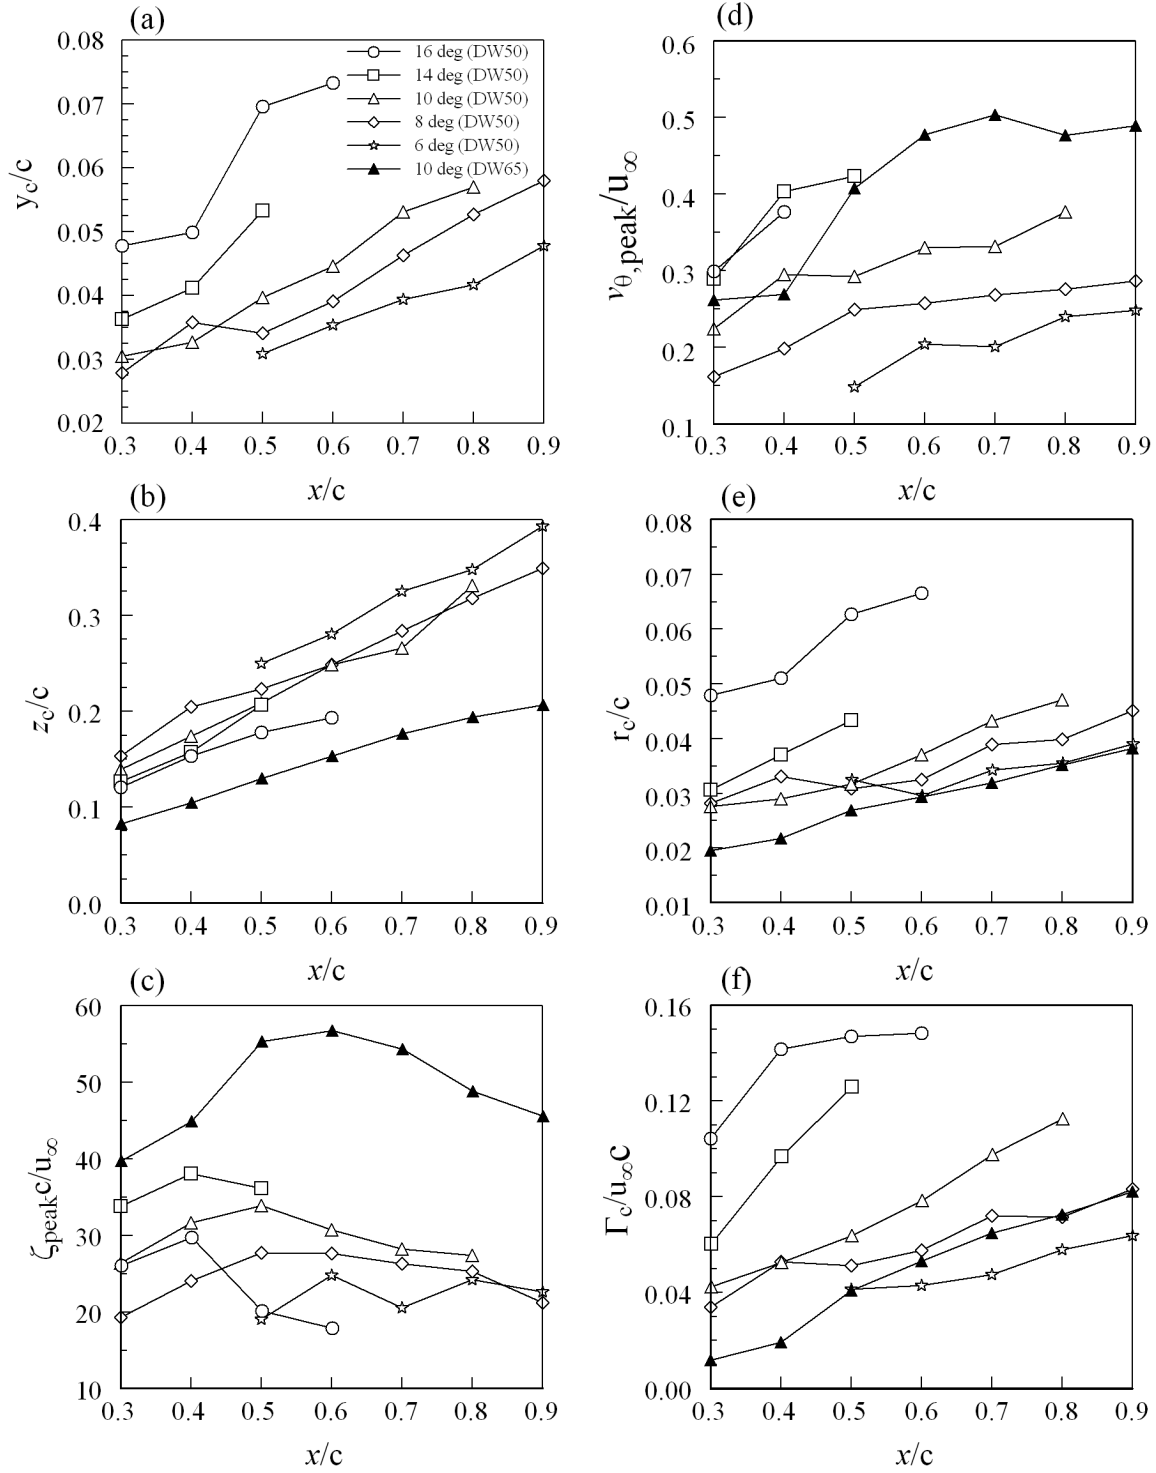 (a)
0.08
0.07
0.06
0.05
0.04
0.03
0.02
y_c/c
16 deg (DW50)
14 deg (DW50)
10 deg (DW50)
8 deg (DW50)
6 deg (DW50)
10 deg (DW65)
0.3 0.4 0.5 0.6 0.7 0.8 0.9
x/c
(d)
0.6
0.5
0.4
0.3
0.2
0.1
v_θ,peak/u_∞
0.3 0.4 0.5 0.6 0.7 0.8 0.9
x/c
(b)
0.4
0.3
0.2
0.1
0.0
z_c/c
0.3 0.4 0.5 0.6 0.7 0.8 0.9
x/c
(e)
0.08
0.07
0.06
0.05
0.04
0.03
0.02
0.01
r_c/c
0.3 0.4 0.5 0.6 0.7 0.8 0.9
x/c
(c)
60
50
40
30
20
10
ζ_peak c/u_∞
0.3 0.4 0.5 0.6 0.7 0.8 0.9
x/c
(f)
0.16
0.12
0.08
0.04
0.00
Γ_c/u_∞c
0.3 0.4 0.5 0.6 0.7 0.8 0.9
x/c